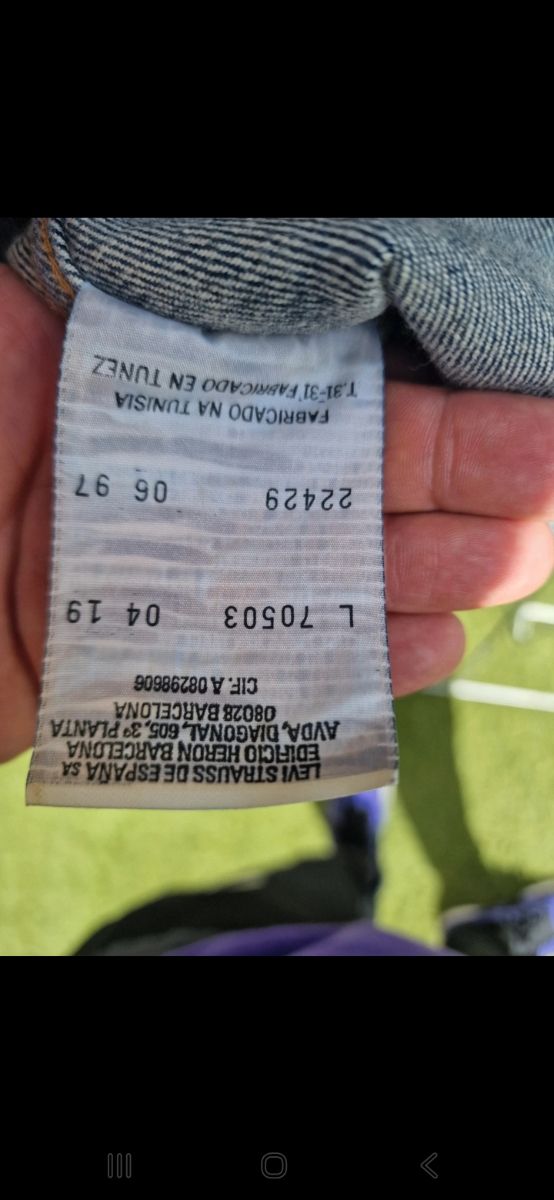 LEVI STRAUSS DE ESPAÑA SA
EDIFICIO HERON BARCELONA
AVDA, DIAGONAL, 605, 3ª PLANTA
08028 BARCELONA
CIF. A 08298606
L 70503 04 19
22429 06 97
FABRICADO NA TUNISIA
T.31-31 FABRICADO EN TUNEZ